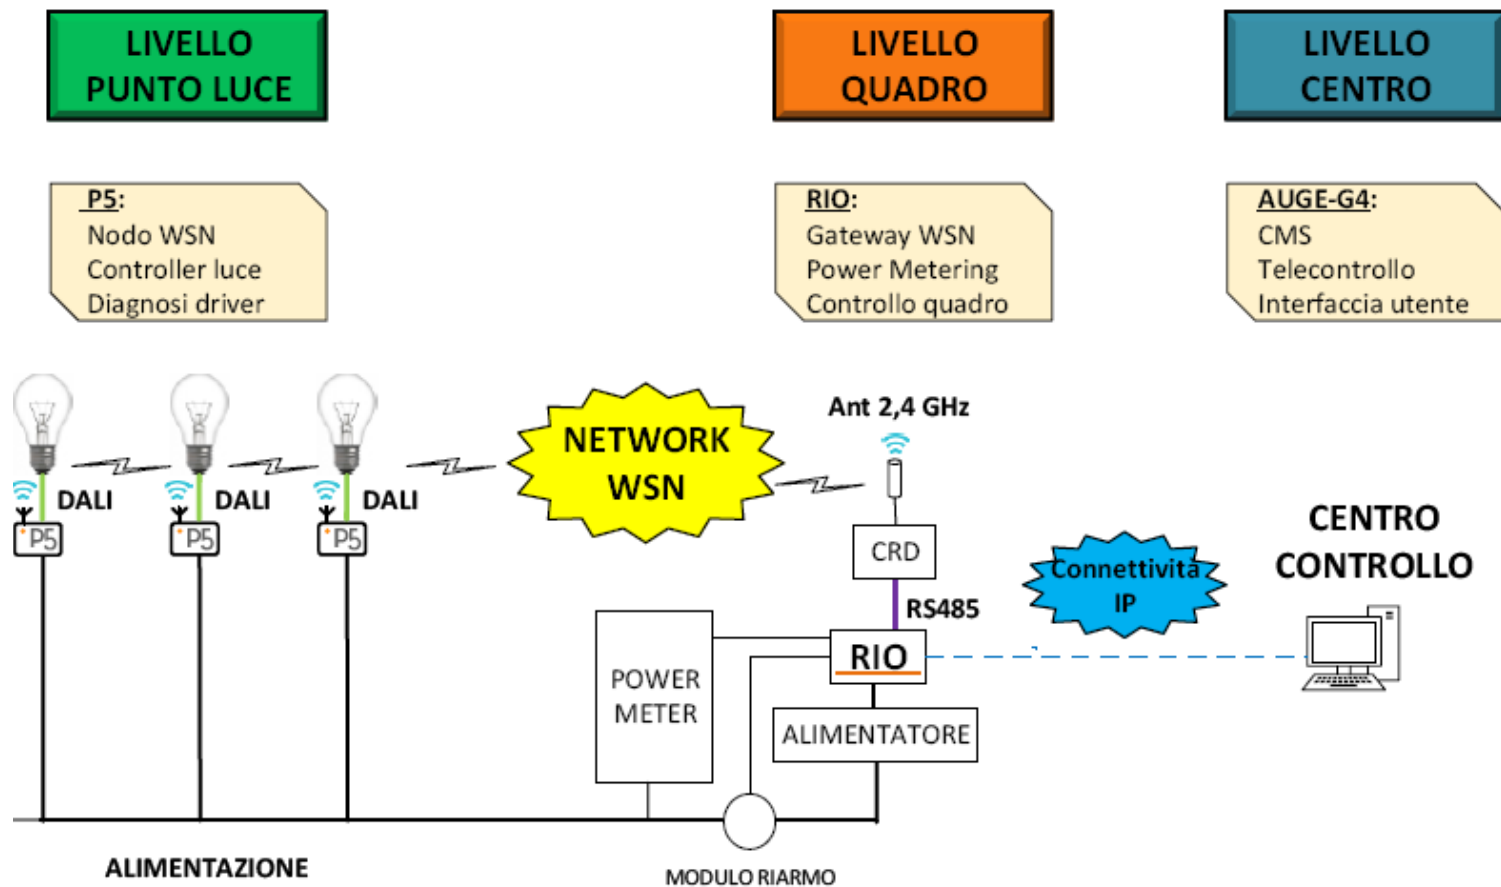 LIVELLO
PUNTO LUCE
LIVELLO
QUADRO
LIVELLO
CENTRO
P5:
Nodo WSN
Controller luce
Diagnosi driver
RIO:
Gateway WSN
Power Metering
Controllo quadro
AUGE-G4:
CMS
Telecontrollo
Interfaccia utente
Ant 2,4 GHz
NETWORK
WSN
DALI
DALI
DALI
P5
P5
P5
CRD
RS485
Connettività
IP
CENTRO
CONTROLLO
RIO
POWER
METER
ALIMENTATORE
ALIMENTAZIONE
MODULO RIARMO